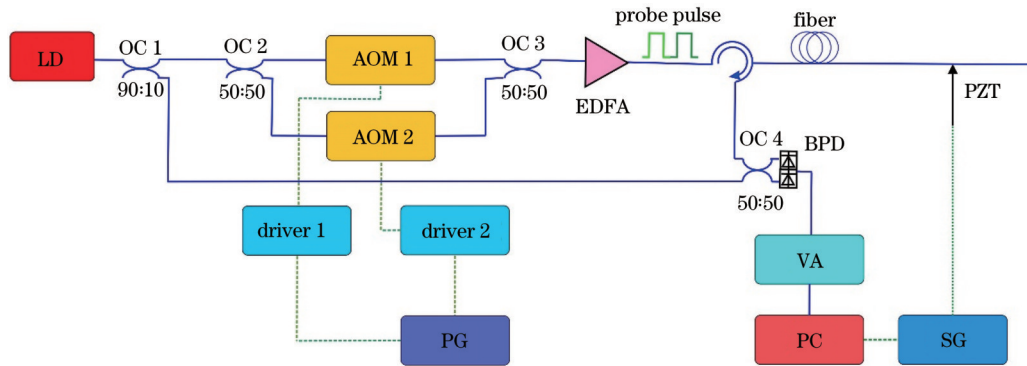 probe pulse
fiber
LD
OC 1
90∶10
OC 2
50∶50
AOM 1
AOM 2
OC 3
50∶50
EDFA
PZT
OC 4
50∶50
BPD
driver 1
driver 2
VA
PG
PC
SG